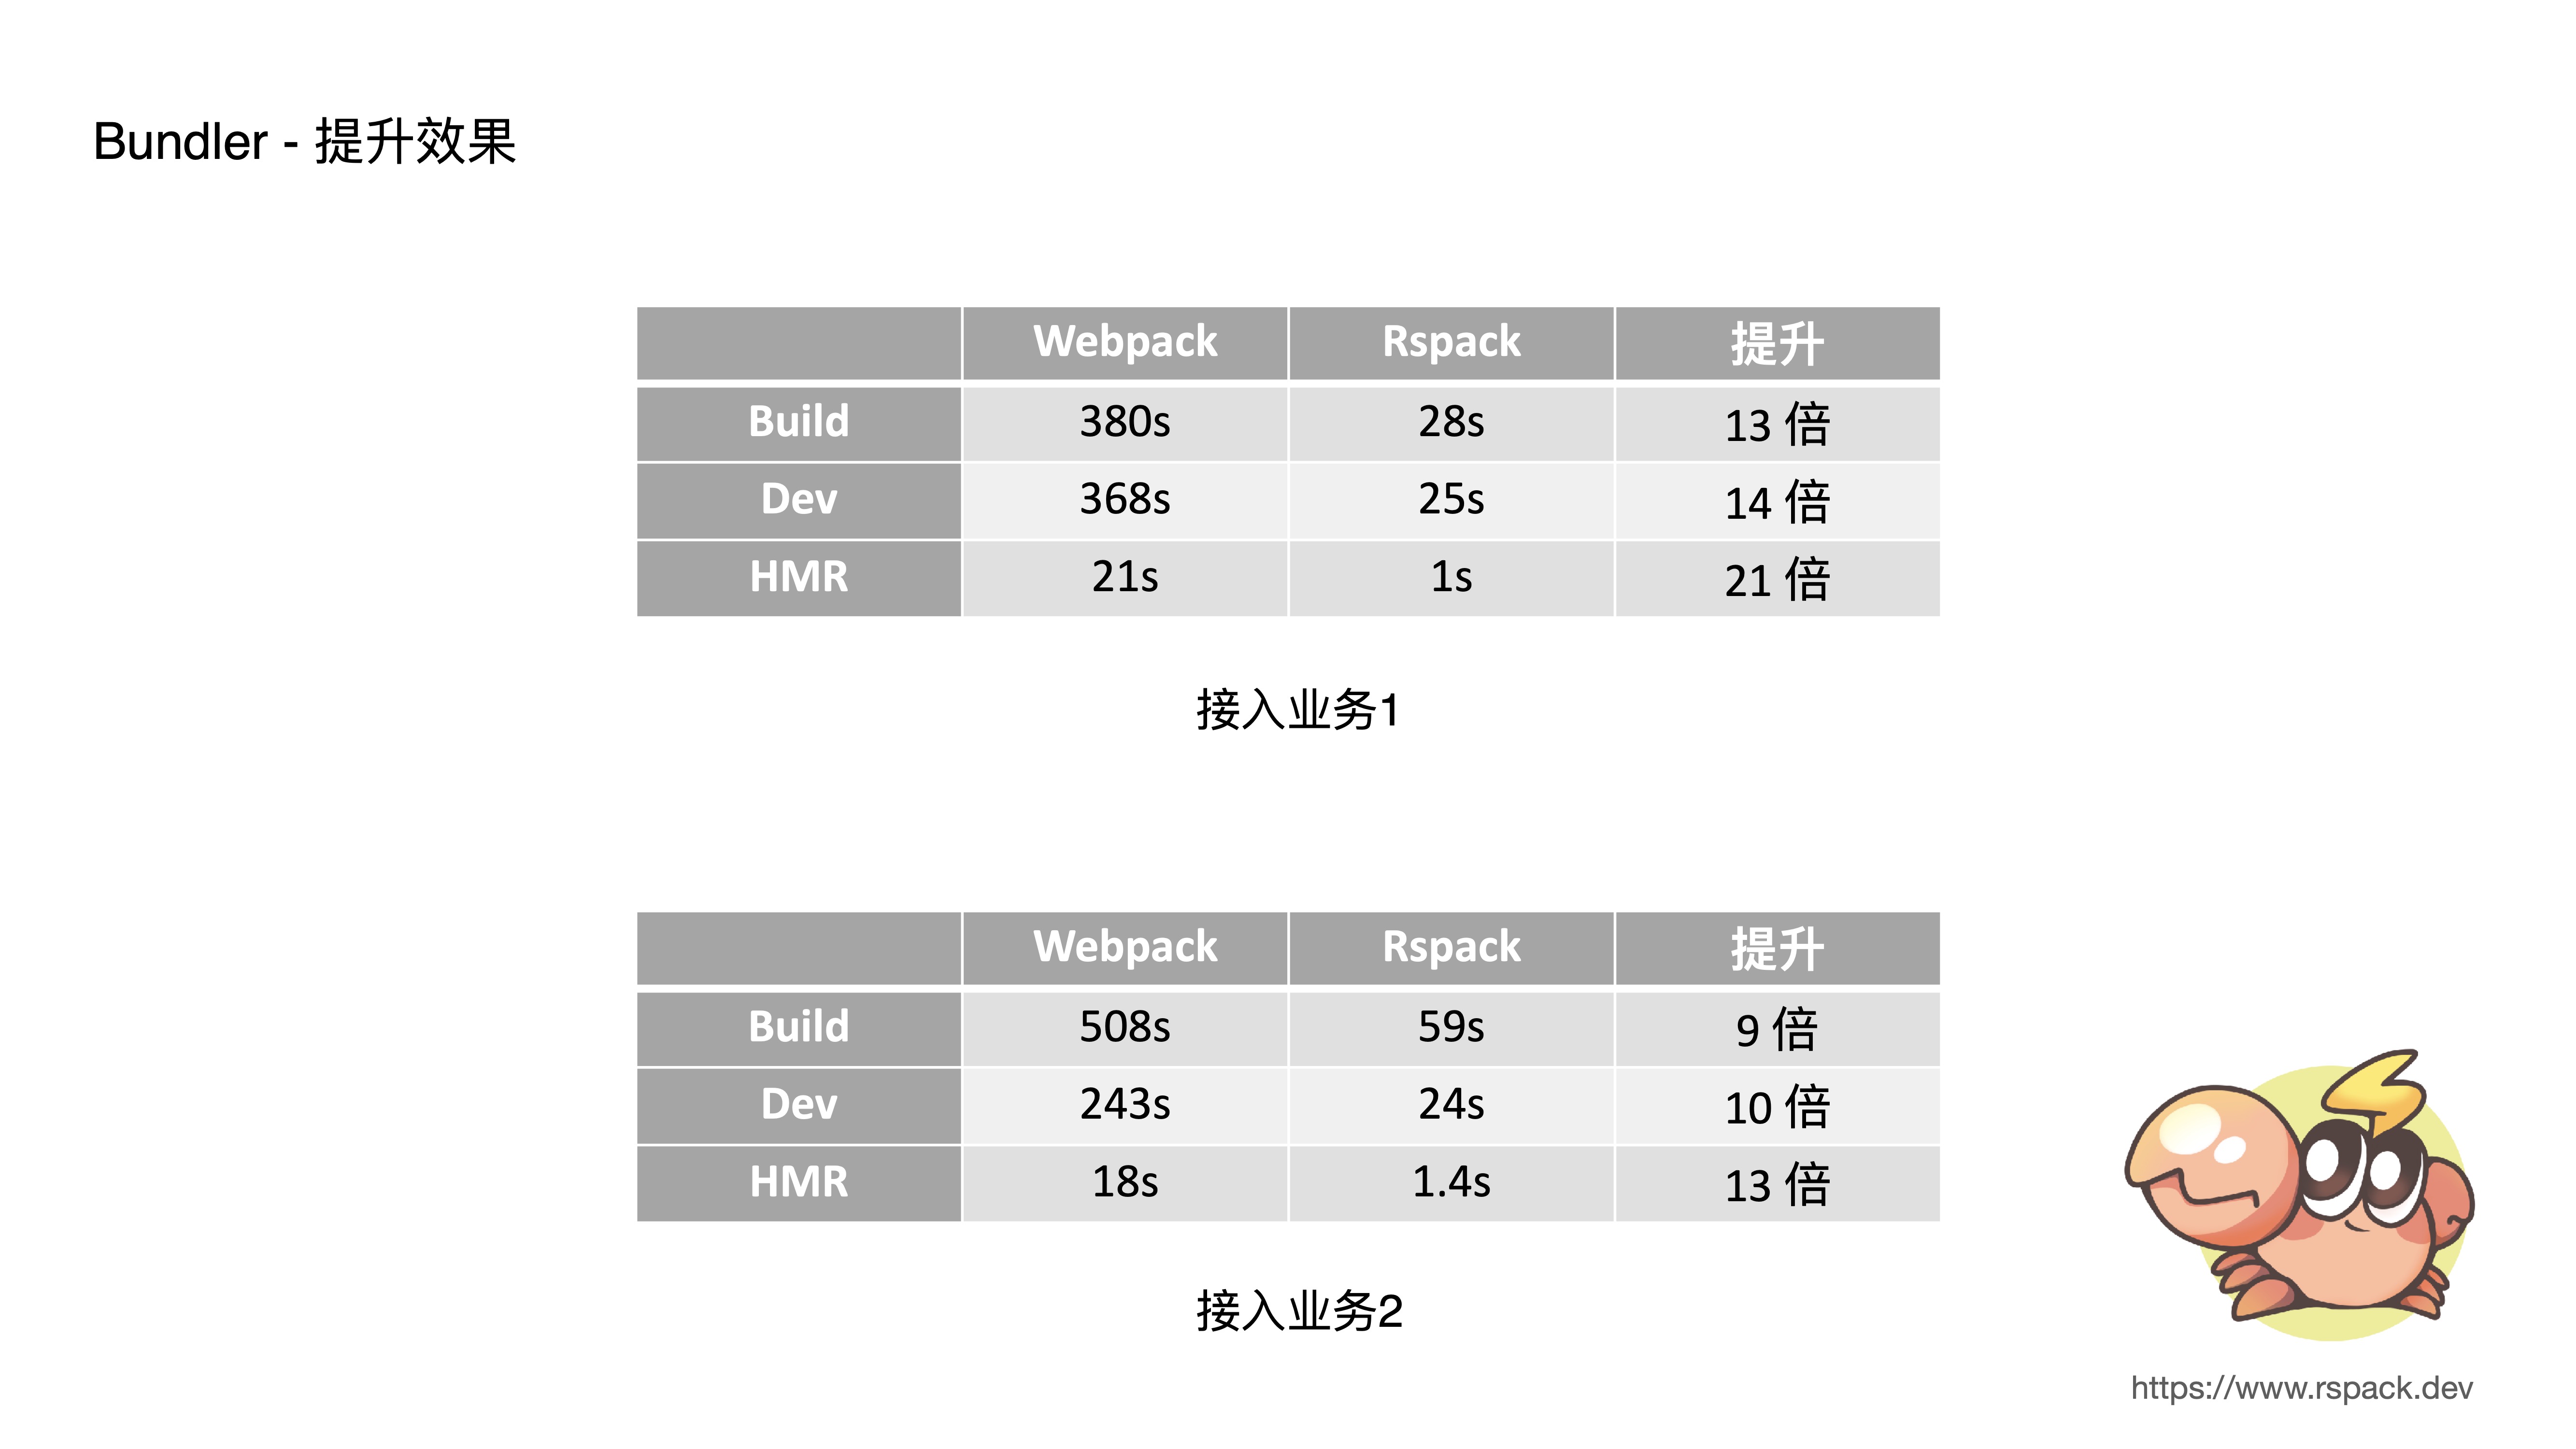 Bundler - 提升效果
Webpack Rspack 提升
Build 380s 28s 13 倍
Dev 368s 25s 14 倍
HMR 21s 1s 21 倍
接入业务1
Webpack Rspack 提升
Build 508s 59s 9 倍
Dev 243s 24s 10 倍
HMR 18s 1.4s 13 倍
接入业务2
https://www.rspack.dev